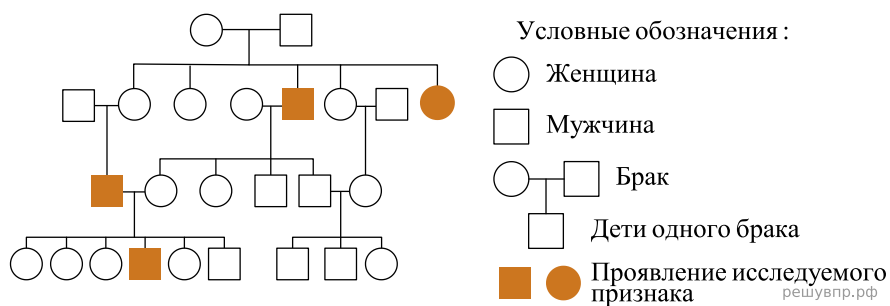 Условные обозначения :
Женщина
Мужчина
Брак
Дети одного брака
Проявление исследуемого
признака
решувпр.рф